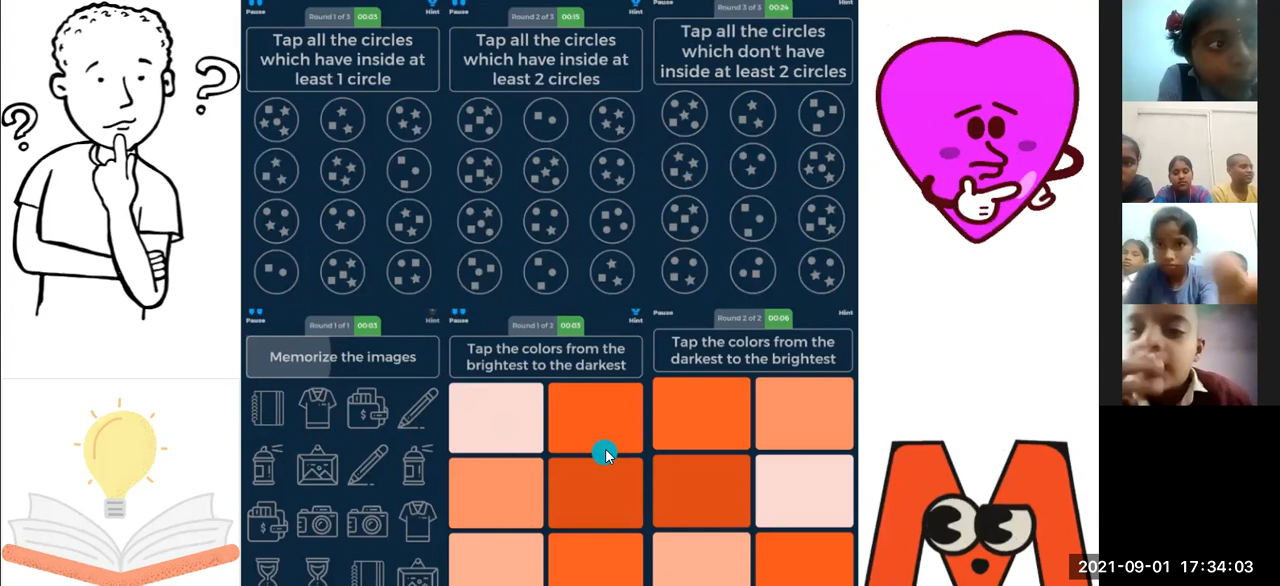 Pause
Round 1 of 3 00:03
Hint
Tap all the circles
which have inside at
least 1 circle
Pause
Round 2 of 3 00:15
Hint
Tap all the circles
which have inside at
least 2 circles
Pause
Round 3 of 3 00:24
Hint
Tap all the circles
which don't have
inside at least 2 circles
Pause
Round 1 of 1 00:03
Hint
Memorize the images
Pause
Round 1 of 2 00:03
Hint
Tap the colors from the
brightest to the darkest
Pause
Round 2 of 2 00:06
Hint
Tap the colors from the
darkest to the brightest
2021-09-01 17:34:03